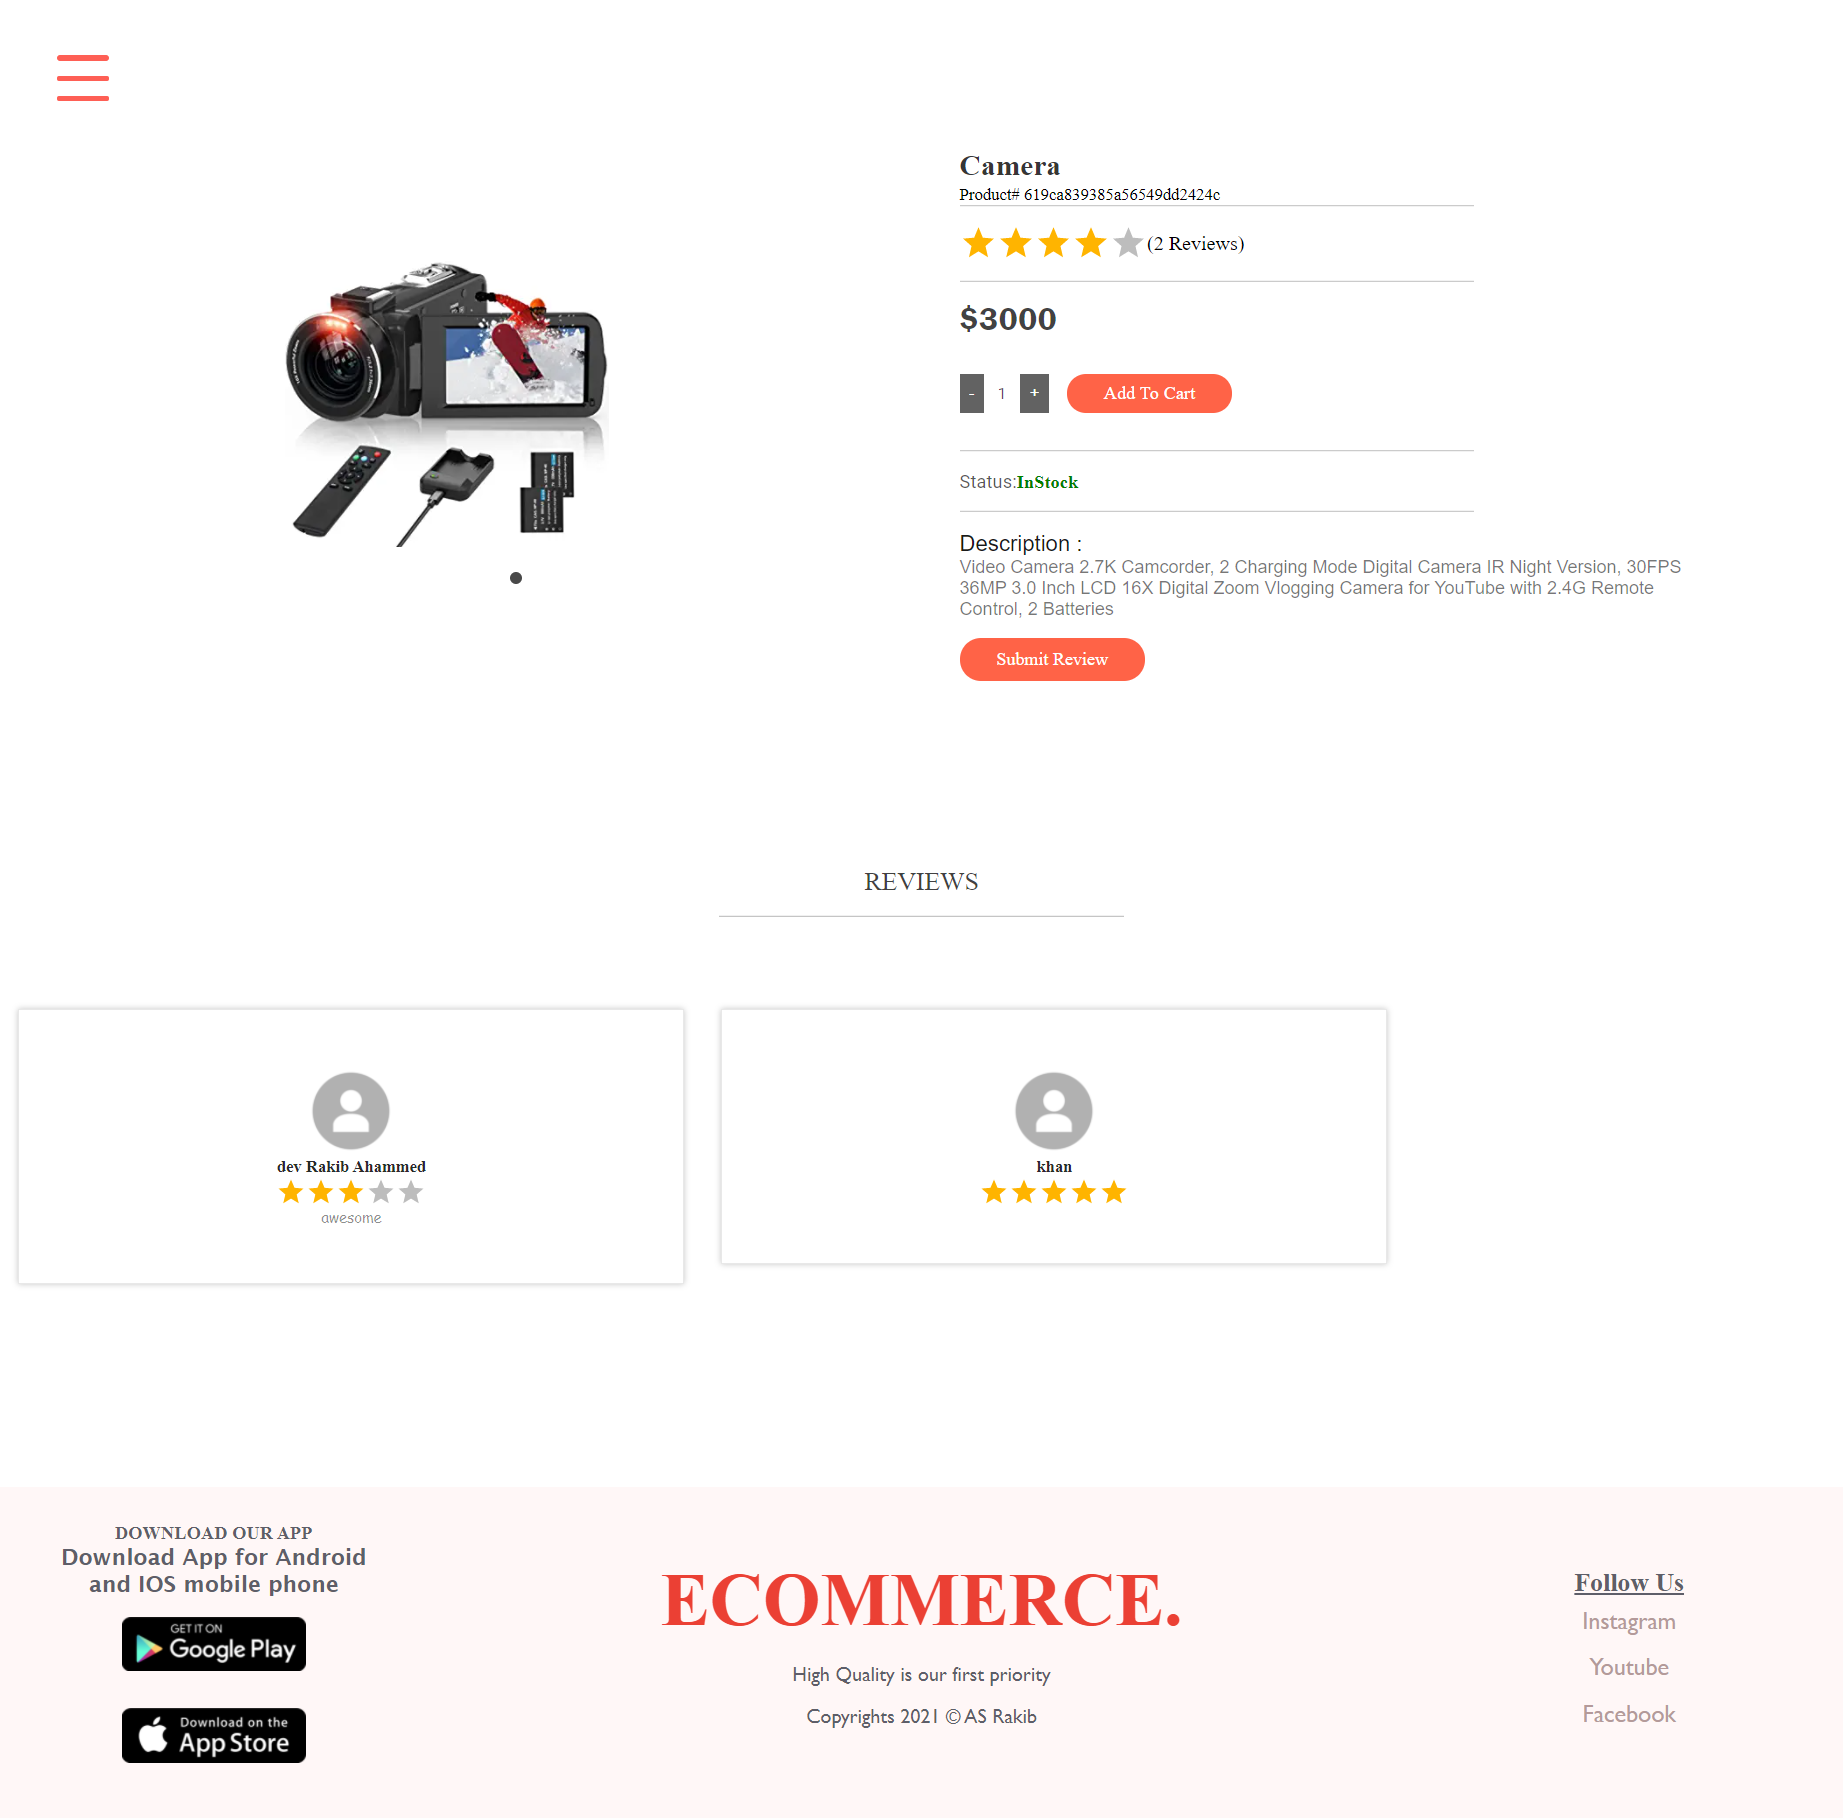 Camera
Product# 619ca839385a56549dd2424c
(2 Reviews)
$3000
- 1 + Add To Cart
Status:InStock
Description :
Video Camera 2.7K Camcorder, 2 Charging Mode Digital Camera IR Night Version, 30FPS
36MP 3.0 Inch LCD 16X Digital Zoom Vlogging Camera for YouTube with 2.4G Remote
Control, 2 Batteries
Submit Review
REVIEWS
dev Rakib Ahammed
awesome
khan
DOWNLOAD OUR APP
Download App for Android
and IOS mobile phone
GET IT ON
Google Play
Download on the
App Store
ECOMMERCE.
High Quality is our first priority
Copyrights 2021 © AS Rakib
Follow Us
Instagram
Youtube
Facebook